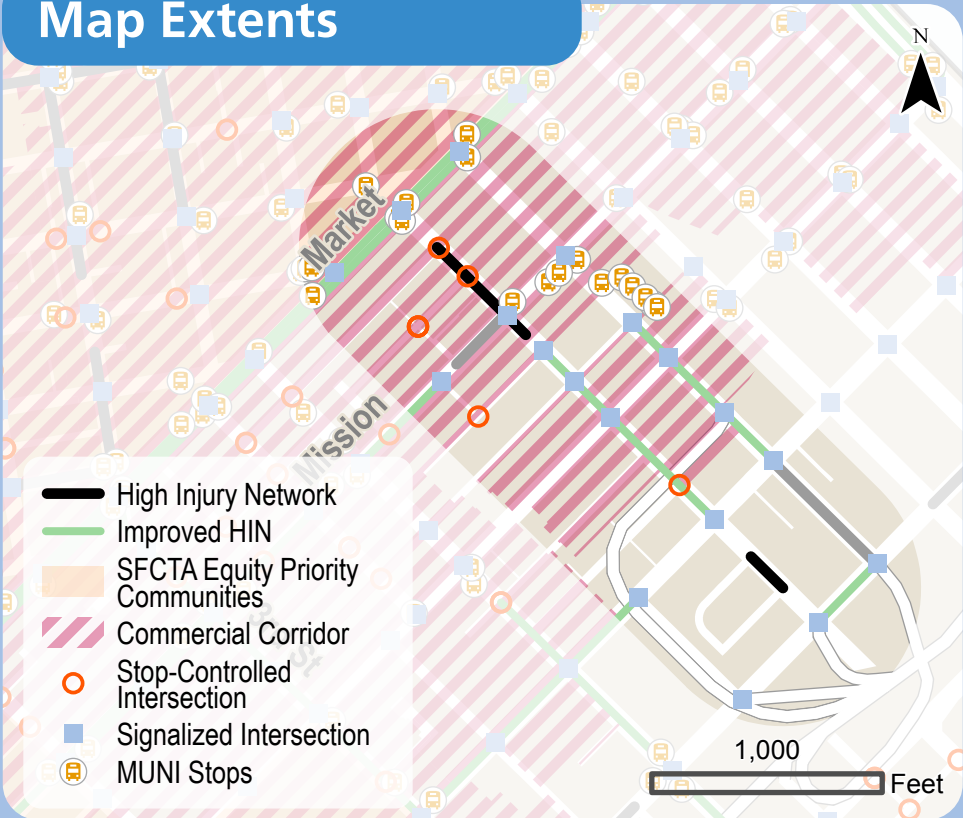 Map Extents
N
Market
Mission
High Injury Network
Improved HIN
SFCTA Equity Priority
Communities
Commercial Corridor
Stop-Controlled
Intersection
Signalized Intersection
MUNI Stops
1,000
Feet